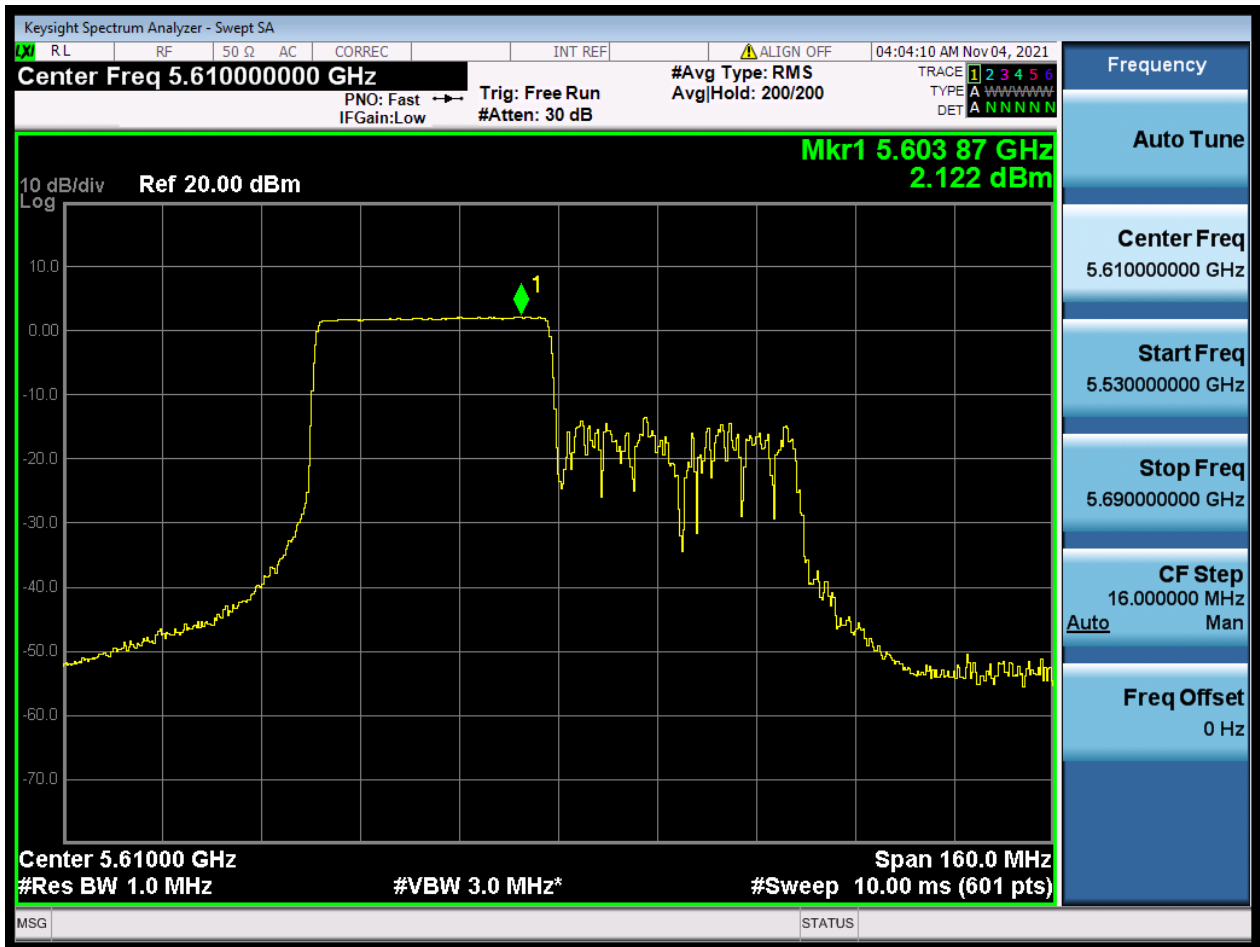 Keysight Spectrum Analyzer - Swept SA
LXI RL RF 50 Ω AC CORREC INT REF ALIGN OFF 04:04:10 AM Nov 04, 2021
Center Freq 5.610000000 GHz
PNO: Fast
IFGain:Low
Trig: Free Run
#Atten: 30 dB
#Avg Type: RMS
Avg|Hold: 200/200
TRACE 1 2 3 4 5 6
TYPE A WWWWW
DET A N N N N N
Mkr1 5.603 87 GHz
2.122 dBm
10 dB/div Ref 20.00 dBm
Log
10.0
0.00
-10.0
-20.0
-30.0
-40.0
-50.0
-60.0
-70.0
1
Center 5.61000 GHz Span 160.0 MHz
#Res BW 1.0 MHz #VBW 3.0 MHz* #Sweep 10.00 ms (601 pts)
MSG STATUS
Frequency
Auto Tune
Center Freq
5.610000000 GHz
Start Freq
5.530000000 GHz
Stop Freq
5.690000000 GHz
CF Step
16.000000 MHz
Auto Man
Freq Offset
0 Hz